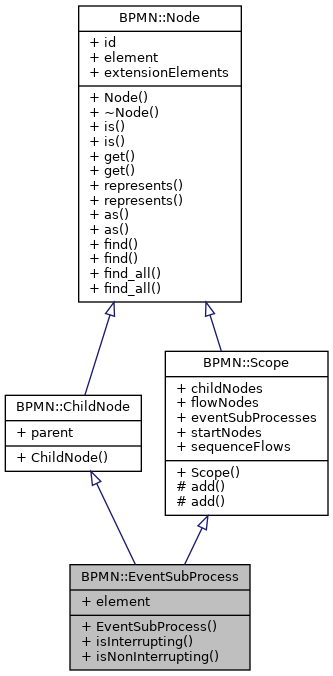 BPMN::Node
+ id
+ element
+ extensionElements
+ Node()
+ ~Node()
+ is()
+ is()
+ get()
+ get()
+ represents()
+ represents()
+ as()
+ as()
+ find()
+ find()
+ find_all()
+ find_all()
BPMN::ChildNode
+ parent
+ ChildNode()
BPMN::Scope
+ childNodes
+ flowNodes
+ eventSubProcesses
+ startNodes
+ sequenceFlows
+ Scope()
# add()
# add()
BPMN::EventSubProcess
+ element
+ EventSubProcess()
+ isInterrupting()
+ isNonInterrupting()